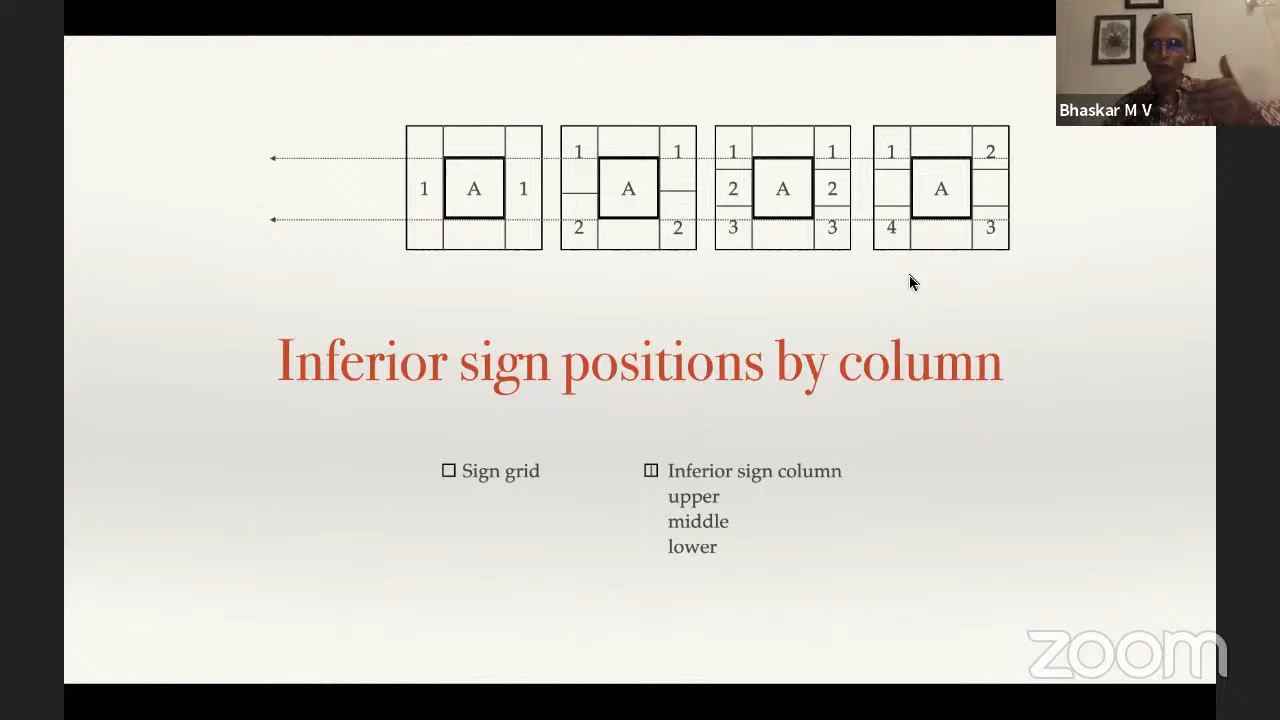 Bhaskar M V
1 1 1 1 1 1 2
1 A 1 A 2 A 2 A
2 2 3 3 4 3
Inferior sign positions by column
Sign grid
Inferior sign column
upper
middle
lower
zoom